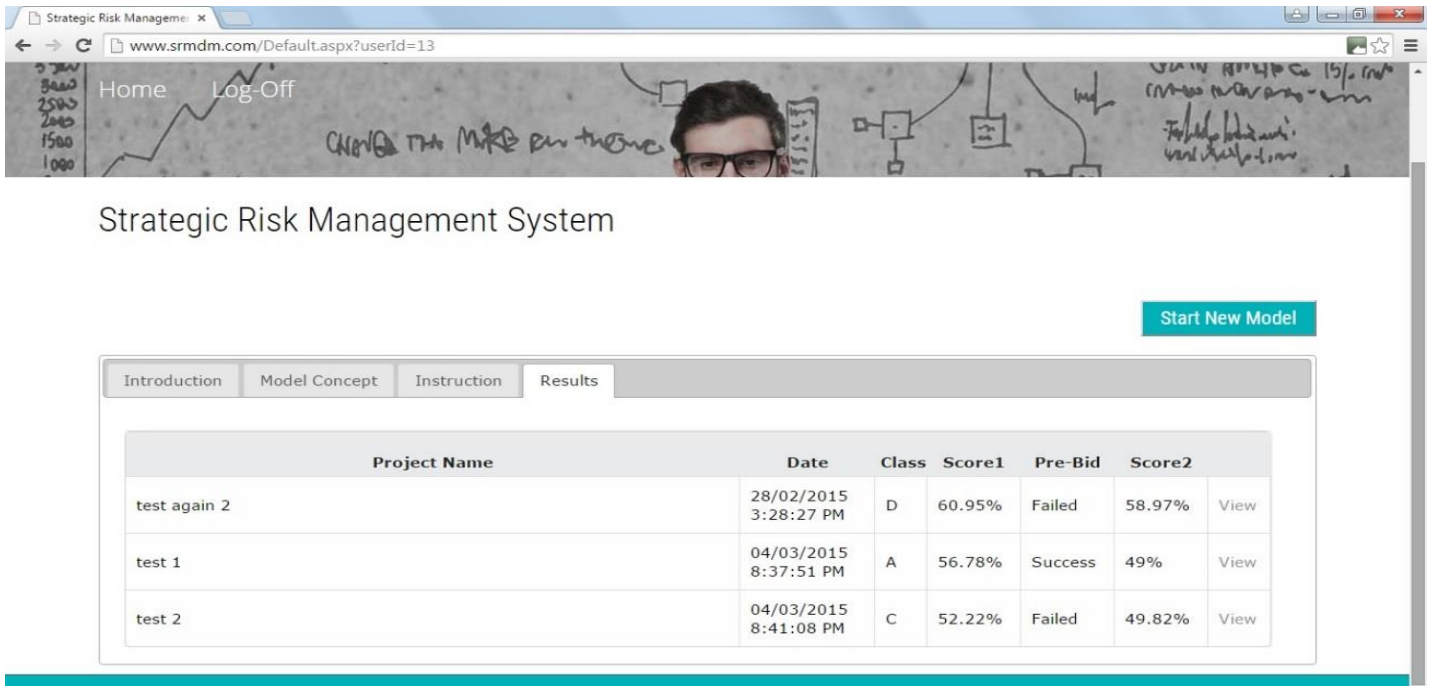 Strategic Risk Managemen
www.srmdm.com/Default.aspx?userId=13
Home Log-Off
2500
1500
1000
Strategic Risk Management System
Start New Model
Introduction Model Concept Instruction Results
Project Name Date Class Score1 Pre-Bid Score2
test again 2 28/02/2015 3:28:27 PM D 60.95% Failed 58.97% View
test 1 04/03/2015 8:37:51 PM A 56.78% Success 49% View
test 2 04/03/2015 8:41:08 PM C 52.22% Failed 49.82% View